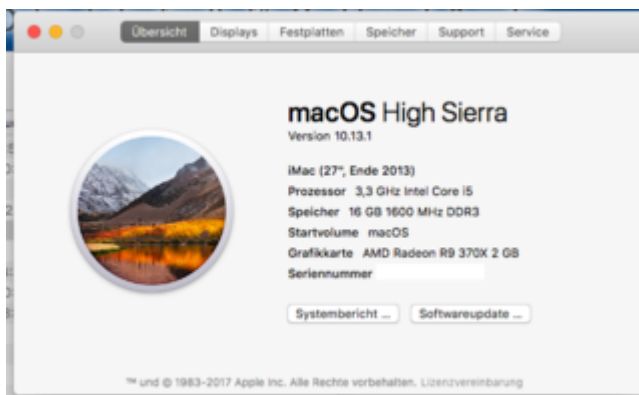 Übersicht Displays Festplatten Speicher Support Service
macOS High Sierra
Version 10.13.1
iMac (27", Ende 2013)
Prozessor 3,3 GHz Intel Core i5
Speicher 16 GB 1600 MHz DDR3
Startvolume macOS
Grafikkarte AMD Radeon R9 370X 2 GB
Seriennummer
Systembericht ... Softwareupdate ...
™ und © 1983-2017 Apple Inc. Alle Rechte vorbehalten. Lizenzvereinbarung